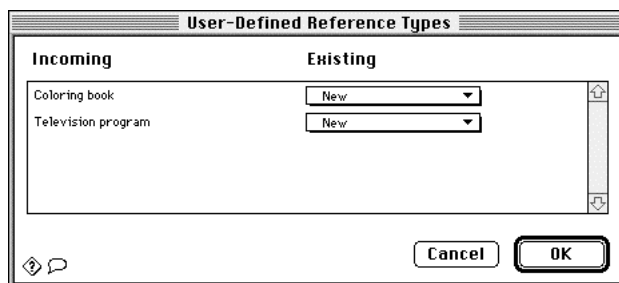 User-Defined Reference Types
Incoming Existing
Coloring book New
Television program New
Cancel OK